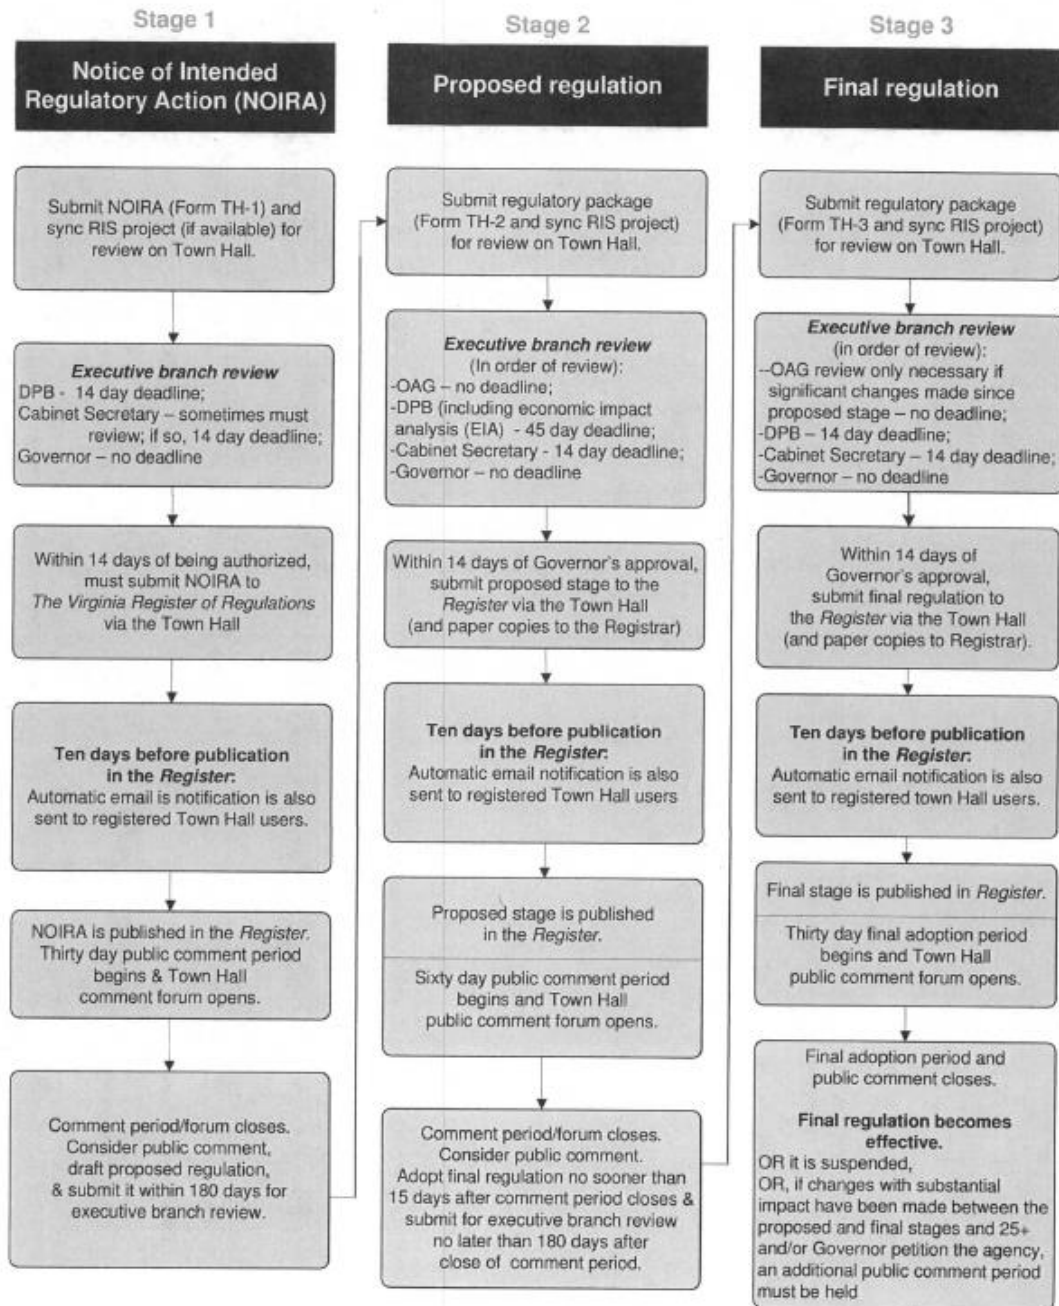 Stage 1
Notice of Intended
Regulatory Action (NOIRA)
Submit NOIRA (Form TH-1) and
sync RIS project (if available) for
review on Town Hall.
Executive branch review
DPB - 14 day deadline;
Cabinet Secretary – sometimes must
review; if so, 14 day deadline;
Governor – no deadline
Within 14 days of being authorized,
must submit NOIRA to
The Virginia Register of Regulations
via the Town Hall
Ten days before publication
in the Register:
Automatic email is notification is also
sent to registered Town Hall users.
NOIRA is published in the Register.
Thirty day public comment period
begins & Town Hall
comment forum opens.
Comment period/forum closes.
Consider public comment,
draft proposed regulation,
& submit it within 180 days for
executive branch review.
Stage 2
Proposed regulation
Submit regulatory package
(Form TH-2 and sync RIS project)
for review on Town Hall.
Executive branch review
(In order of review):
-OAG – no deadline;
-DPB (including economic impact
analysis (EIA) - 45 day deadline;
-Cabinet Secretary - 14 day deadline;
-Governor – no deadline
Within 14 days of Governor's approval,
submit proposed stage to the
Register via the Town Hall
(and paper copies to the Registrar)
Ten days before publication
in the Register:
Automatic email notification is also
sent to registered Town Hall users
Proposed stage is published
in the Register.
Sixty day public comment period
begins and Town Hall
public comment forum opens.
Comment period/forum closes.
Consider public comment.
Adopt final regulation no sooner than
15 days after comment period closes &
submit for executive branch review
no later than 180 days after
close of comment period.
Stage 3
Final regulation
Submit regulatory package
(Form TH-3 and sync RIS project)
for review on Town Hall.
Executive branch review
(in order of review):
--OAG review only necessary if
significant changes made since
proposed stage – no deadline;
-DPB – 14 day deadline;
-Cabinet Secretary – 14 day deadline;
-Governor – no deadline
Within 14 days of
Governor's approval,
submit final regulation to
the Register via the Town Hall
(and paper copies to Registrar).
Ten days before publication
in the Register:
Automatic email notification is also
sent to registered town Hall users.
Final stage is published in Register.
Thirty day final adoption period
begins and Town Hall
public comment forum opens.
Final adoption period and
public comment closes.
Final regulation becomes
effective.
OR it is suspended,
OR, if changes with substantial
impact have been made between the
proposed and final stages and 25+
and/or Governor petition the agency,
an additional public comment period
must be held